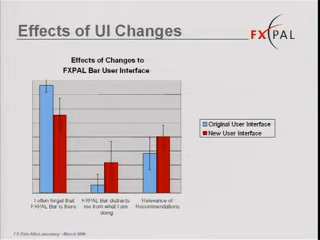 Effects of UI Changes
FXPAL
Effects of Changes to
FXPAL Bar User Interface
Original User Interface
New User Interface
I often forget that
FXPAL Bar is there
FXPAL Bar distracts
me from what I am
doing
Relevance of
Recommendations
FX Palo Alto Laboratory - March 2006